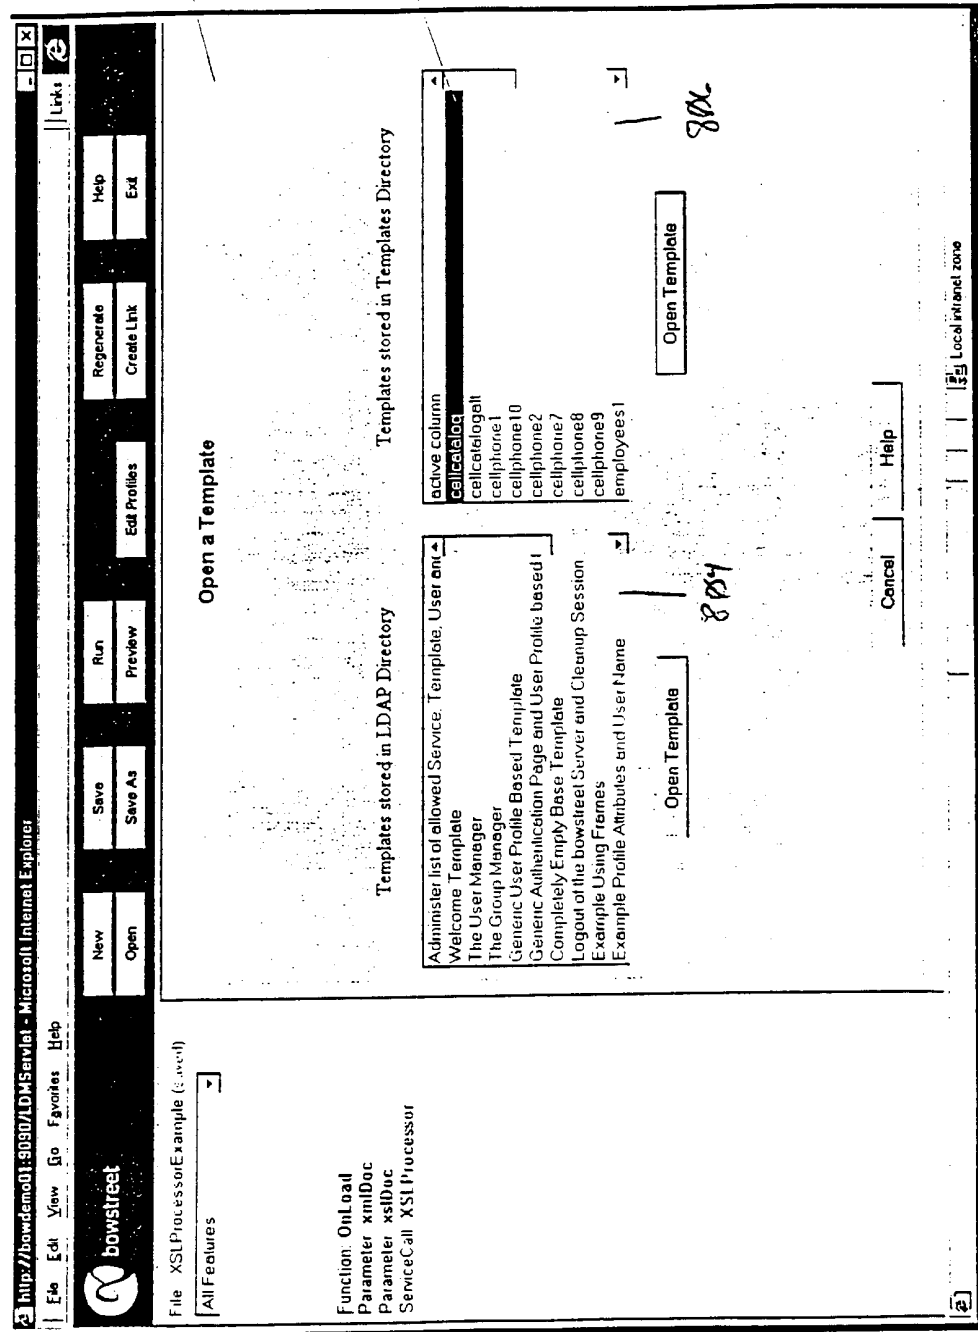 http://bowdemo01:9090/LDMServlet - Microsoft Internet Explorer
File Edit View Go Favorites Help
Links
bowstreet
New Save Run Regenerate Help
Open Save As Preview Edit Profiles Create Link Exit
File XSLProcessorExample (saved)
All Features
Function: OnLoad
Parameter xmlDoc
Parameter xslDoc
ServiceCall XSLProcessor
Open a Template
Templates stored in LDAP Directory
Administer list of allowed Service, Template, User and
Welcome Template
The User Manager
The Group Manager
Generic User Profile Based Template
Generic Authentication Page and User Profile based
Completely Empty Base Template
Logout of the bowstreet Server and Cleanup Session
Example Using Frames
Example Profile Attributes and User Name
Open Template
Templates stored in Templates Directory
active column
cellcatalog
cellcatalogalt
cellphone1
cellphone10
cellphone2
cellphone7
cellphone8
cellphone9
employees1
Open Template
Cancel Help
Local intranet zone